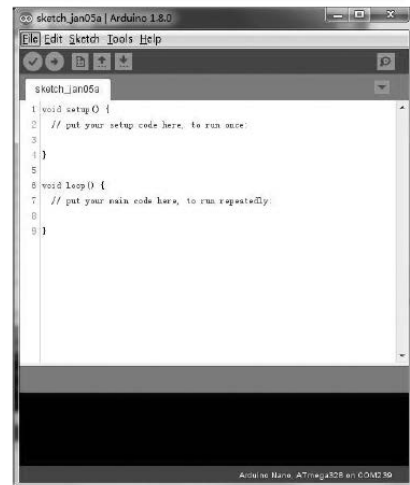 sketch_jan05a | Arduino 1.8.0
File Edit Sketch Tools Help
sketch_jan05a
1 void setup() {
2 // put your setup code here, to run once:
3
4 }
5
6 void loop() {
7 // put your main code here, to run repeatedly:
8
9 }
Arduino Nano, ATmega328 on COM239